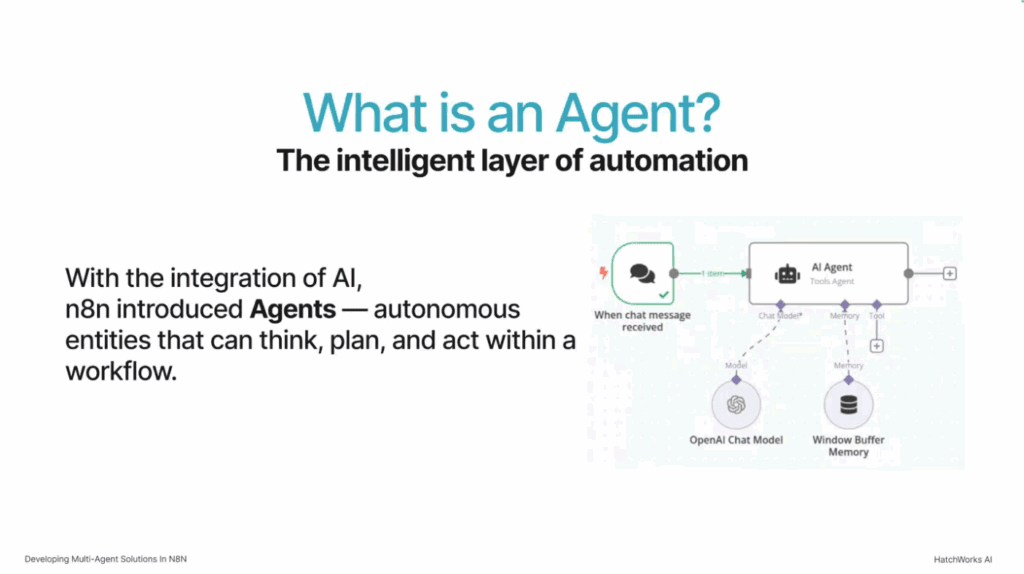 What is an Agent?
The intelligent layer of automation
With the integration of AI,
n8n introduced Agents — autonomous
entities that can think, plan, and act within a
workflow.
1 item
AI Agent
Tools Agent
When chat message
received
Chat Model*
Memory
Tool
Model
Memory
OpenAI Chat Model
Window Buffer
Memory
Developing Multi-Agent Solutions In N8N
HatchWorks AI